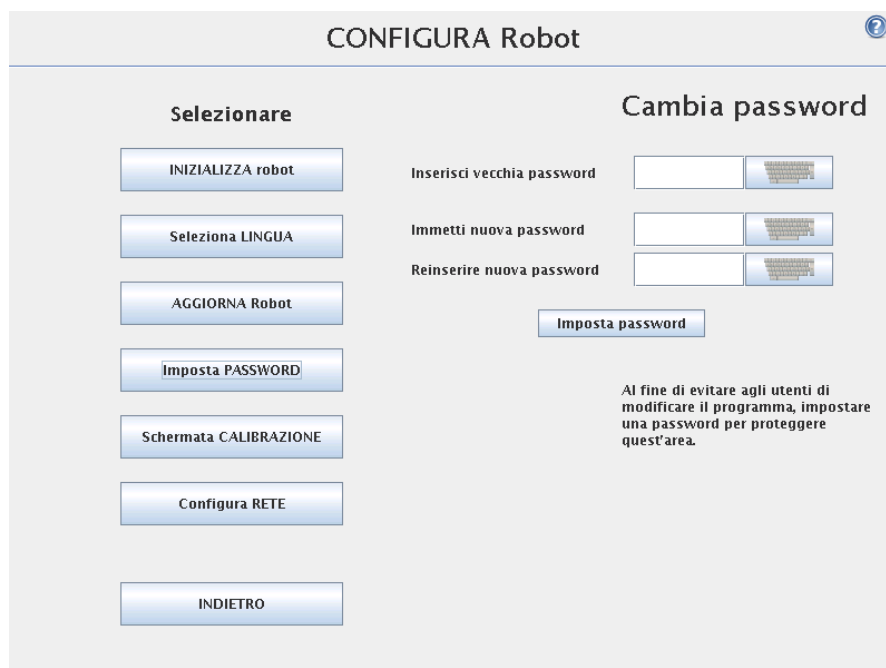 CONFIGURA Robot
?
Selezionare
INIZIALIZZA robot
Seleziona LINGUA
AGGIORNA Robot
Imposta PASSWORD
Schermata CALIBRAZIONE
Configura RETE
INDIETRO
Cambia password
Inserisci vecchia password
Immetti nuova password
Reinserire nuova password
Imposta password
Al fine di evitare agli utenti di
modificare il programma, impostare
una password per proteggere
quest'area.